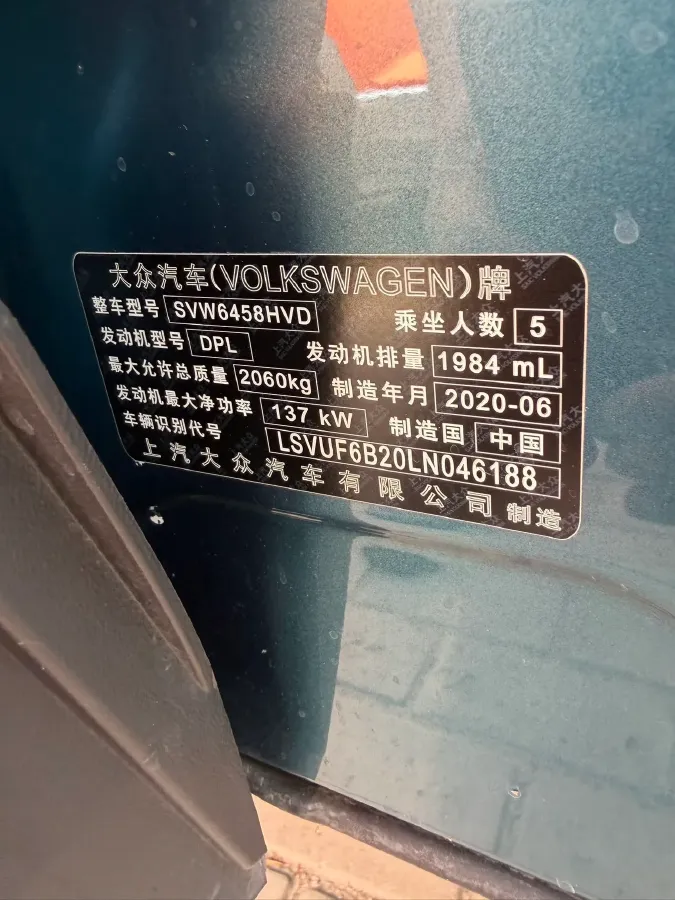 大众汽车(VOLKSWAGEN)牌
整车型号 SVW6458HVD 乘坐人数 5
发动机型号 DPL 发动机排量 1984 mL
最大允许总质量 2060kg 制造年月 2020-06
发动机最大净功率 137 kW 制造国 中国
车辆识别代号 LSVUF6B20LN046188
上汽大众汽车有限公司 制造